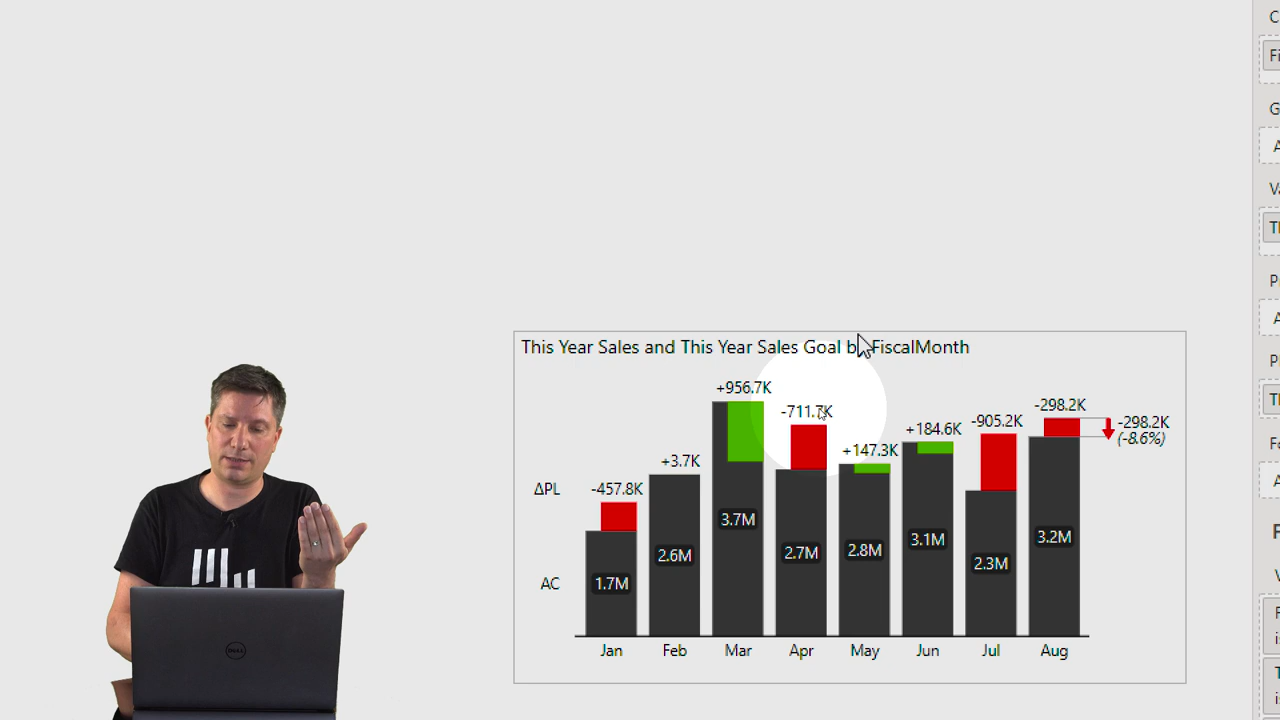 This Year Sales and This Year Sales Goal b FiscalMonth
+956.7K
-711.7K
-298.2K
-905.2K
-298.2K
+184.6K
(-8.6%)
+147.3K
+3.7K
ΔPL
-457.8K
3.7M
3.2M
3.1M
2.8M
2.7M
2.6M
2.3M
AC
1.7M
Jan Feb Mar Apr May Jun Jul Aug
DELL